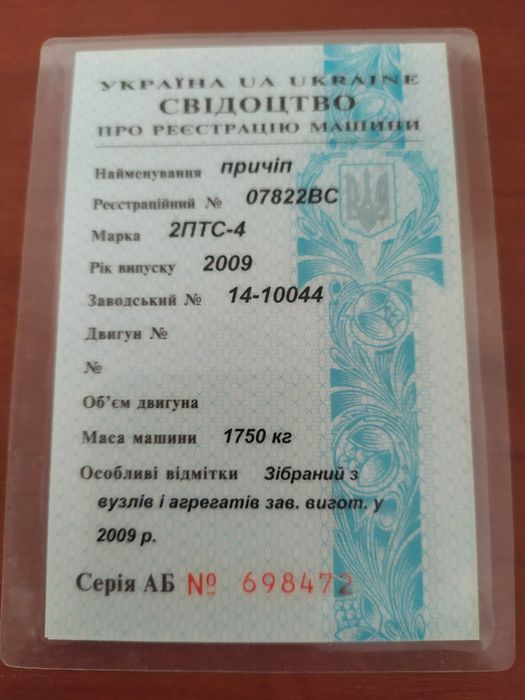 УКРАЇНА UA UKRAINE
СВІДОЦТВО
ПРО РЕЄСТРАЦІЮ МАШИНИ
Найменування причіп
Реєстраційний № 07822ВС
Марка 2ПТС-4
Рік випуску 2009
Заводський № 14-10044
Двигун №
№
Об'єм двигуна
Маса машини 1750 кг
Особливі відмітки Зібраний з
вузлів і агрегатів зав. вигот. у
2009 р.
Серія АБ № 698472